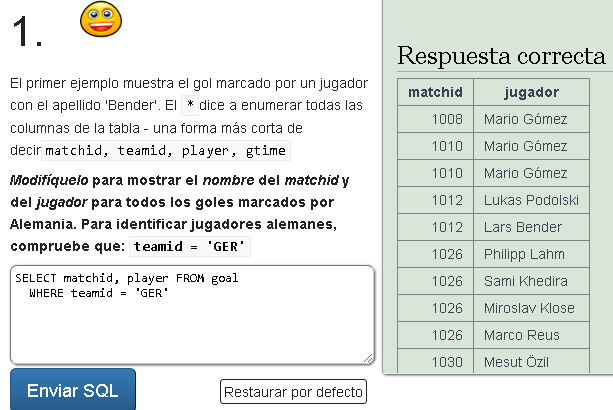 1.
El primer ejemplo muestra el gol marcado por un jugador
con el apellido 'Bender'. El * dice a enumerar todas las
columnas de la tabla - una forma más corta de
decir matchid, teamid, player, gtime
Modifíquelo para mostrar el nombre del matchid y
del jugador para todos los goles marcados por
Alemania. Para identificar jugadores alemanes,
compruebe que: teamid = 'GER'
SELECT matchid, player FROM goal
WHERE teamid = 'GER'
Enviar SQL
Restaurar por defecto
Respuesta correcta
matchid jugador
1008 Mario Gómez
1010 Mario Gómez
1010 Mario Gómez
1012 Lukas Podolski
1012 Lars Bender
1026 Philipp Lahm
1026 Sami Khedira
1026 Miroslav Klose
1026 Marco Reus
1030 Mesut Özil